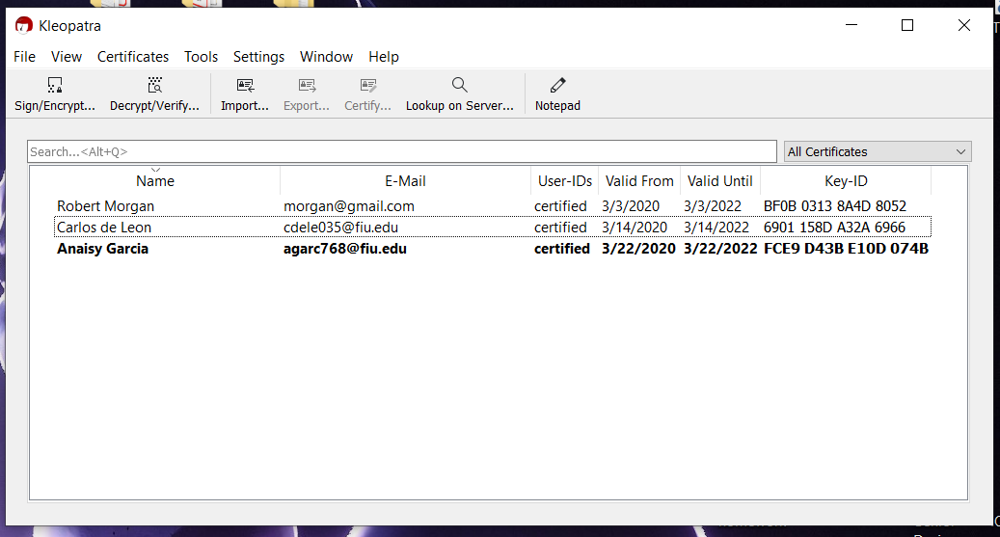 Kleopatra
File View Certificates Tools Settings Window Help
Sign/Encrypt... Decrypt/Verify... Import... Export... Certify... Lookup on Server... Notepad
Search...<Alt+Q> All Certificates
Name E-Mail User-IDs Valid From Valid Until Key-ID
Robert Morgan morgan@gmail.com certified 3/3/2020 3/3/2022 BF0B 0313 8A4D 8052
Carlos de Leon cdele035@fiu.edu certified 3/14/2020 3/14/2022 6901 158D A32A 6966
Anaisy Garcia agarc768@fiu.edu certified 3/22/2020 3/22/2022 FCE9 D43B E10D 074B